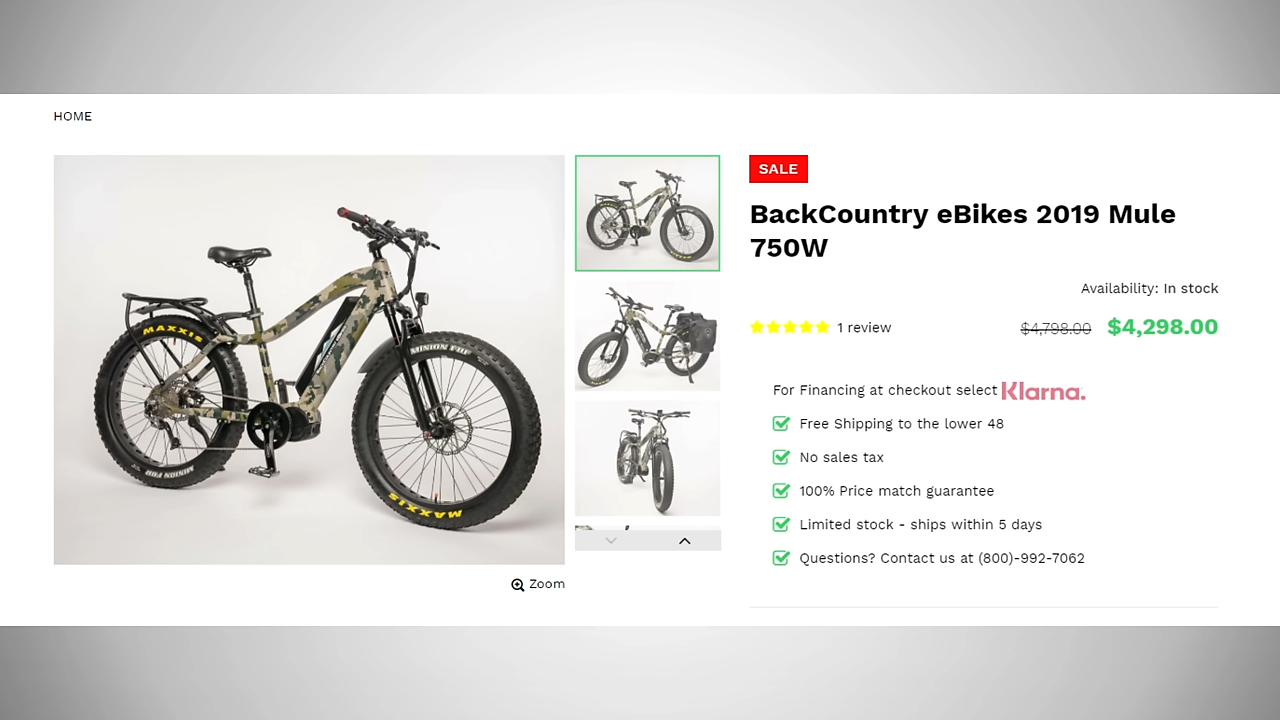 HOME
SALE
BackCountry eBikes 2019 Mule
750W
Availability: In stock
1 review
$4,798.00 $4,298.00
For Financing at checkout select Klarna.
Free Shipping to the lower 48
No sales tax
100% Price match guarantee
Limited stock - ships within 5 days
Questions? Contact us at (800)-992-7062
Zoom
MAXXIS
MINION FBF
MINION FBF
MAXXIS